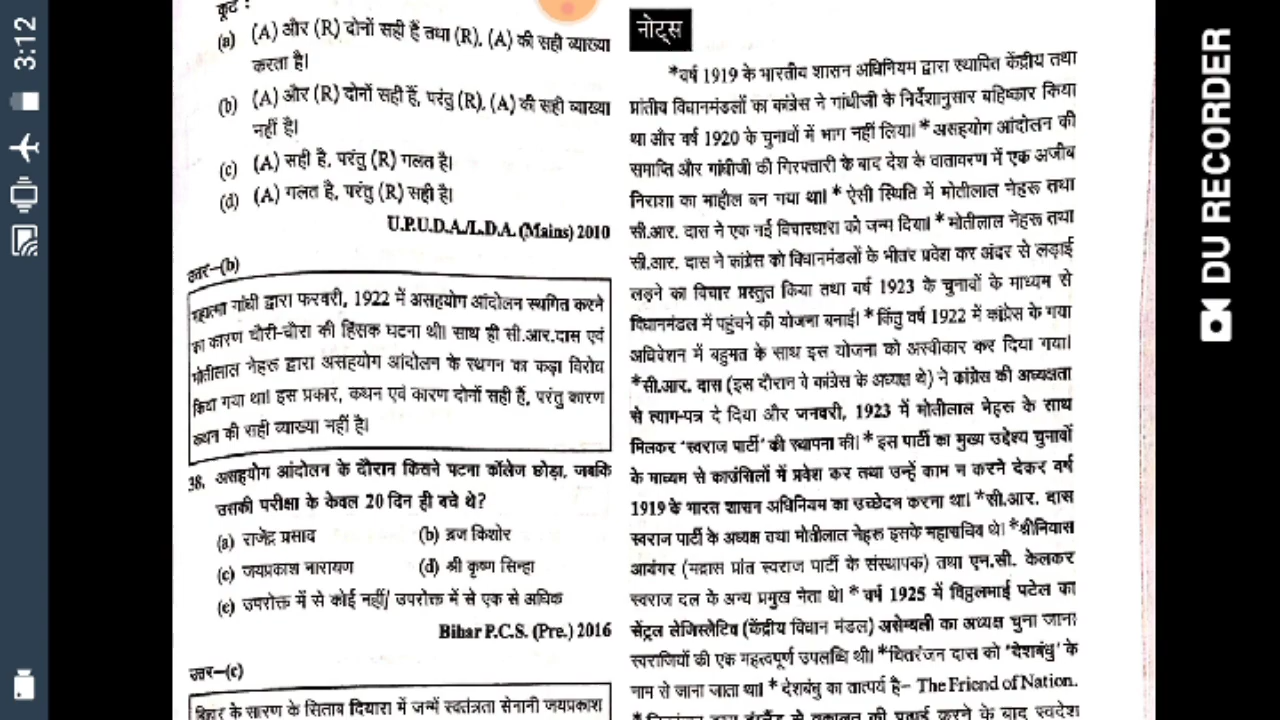 3:12
कूट :
(a) (A) और (R) दोनों सही हैं तथा (R), (A) की सही व्याख्या
करता है।
(b) (A) और (R) दोनों सही हैं, परंतु (R), (A) की सही व्याख्या
नहीं है।
(c) (A) सही है, परंतु (R) गलत है।
(d) (A) गलत है, परंतु (R) सही है।
U.P.U.D.A./L.D.A. (Mains) 2010
उत्तर–(b)
महात्मा गांधी द्वारा फरवरी, 1922 में असहयोग आंदोलन स्थगित करने
का कारण चौरी-चौरा की हिंसक घटना थी। साथ ही सी.आर.दास एवं
मोतीलाल नेहरू द्वारा असहयोग आंदोलन के स्थगन का कड़ा विरोध
किया गया था। इस प्रकार, कथन एवं कारण दोनों सही हैं, परंतु कारण
कथन की सही व्याख्या नहीं है।
38. असहयोग आंदोलन के दौरान किसने पटना कॉलेज छोड़ा, जबकि
उसकी परीक्षा के केवल 20 दिन ही बचे थे?
(a) राजेंद्र प्रसाद (b) ब्रज किशोर
(c) जयप्रकाश नारायण (d) श्री कृष्ण सिन्हा
(e) उपरोक्त में से कोई नहीं/ उपरोक्त में से एक से अधिक
Bihar P.C.S. (Pre.) 2016
उत्तर–(c)
बिहार के सारण के सिताब दियारा में जन्में स्वतंत्रता सेनानी जयप्रकाश
नोट्स
*वर्ष 1919 के भारतीय शासन अधिनियम द्वारा स्थापित केंद्रीय तथा
प्रांतीय विधानमंडलों का कांग्रेस ने गांधीजी के निर्देशानुसार बहिष्कार किया
था और वर्ष 1920 के चुनावों में भाग नहीं लिया। * असहयोग आंदोलन की
समाप्ति और गांधीजी की गिरफ्तारी के बाद देश के वातावरण में एक अजीब
निराशा का माहौल बन गया था। * ऐसी स्थिति में मोतीलाल नेहरू तथा
सी.आर. दास ने एक नई विचारधारा को जन्म दिया। * मोतीलाल नेहरू तथा
सी.आर. दास ने कांग्रेस को विधानमंडलों के भीतर प्रवेश कर अंदर से लड़ाई
लड़ने का विचार प्रस्तुत किया तथा वर्ष 1923 के चुनावों के माध्यम से
विधानमंडल में पहुंचने की योजना बनाई। * किंतु वर्ष 1922 में कांग्रेस के गया
अधिवेशन में बहुमत के साथ इस योजना को अस्वीकार कर दिया गया।
*सी.आर. दास (इस दौरान वे कांग्रेस के अध्यक्ष थे) ने कांग्रेस की अध्यक्षता
से त्याग-पत्र दे दिया और जनवरी, 1923 में मोतीलाल नेहरू के साथ
मिलकर 'स्वराज पार्टी' की स्थापना की। * इस पार्टी का मुख्य उद्देश्य चुनावों
के माध्यम से काउंसिलों में प्रवेश कर तथा उन्हें काम न करने देकर वर्ष
1919 के भारत शासन अधिनियम का उच्छेदन करना था। *सी.आर. दास
स्वराज पार्टी के अध्यक्ष तथा मोतीलाल नेहरू इसके महासचिव थे। *श्रीनिवास
आयंगर (मद्रास प्रांत स्वराज पार्टी के संस्थापक) तथा एन.सी. केलकर
स्वराज दल के अन्य प्रमुख नेता थे। * वर्ष 1925 में विट्ठलभाई पटेल का
सेंट्रल लेजिस्लेटिव (केंद्रीय विधान मंडल) असेम्बली का अध्यक्ष चुना जाना
स्वराजियों की एक महत्वपूर्ण उपलब्धि थी। *चितरंजन दास को 'देशबंधु' के
नाम से जाना जाता था। * देशबंधु का तात्पर्य है– The Friend of Nation.
से वकालत की पढ़ाई करने के बाद स्वदेश
DU RECORDER